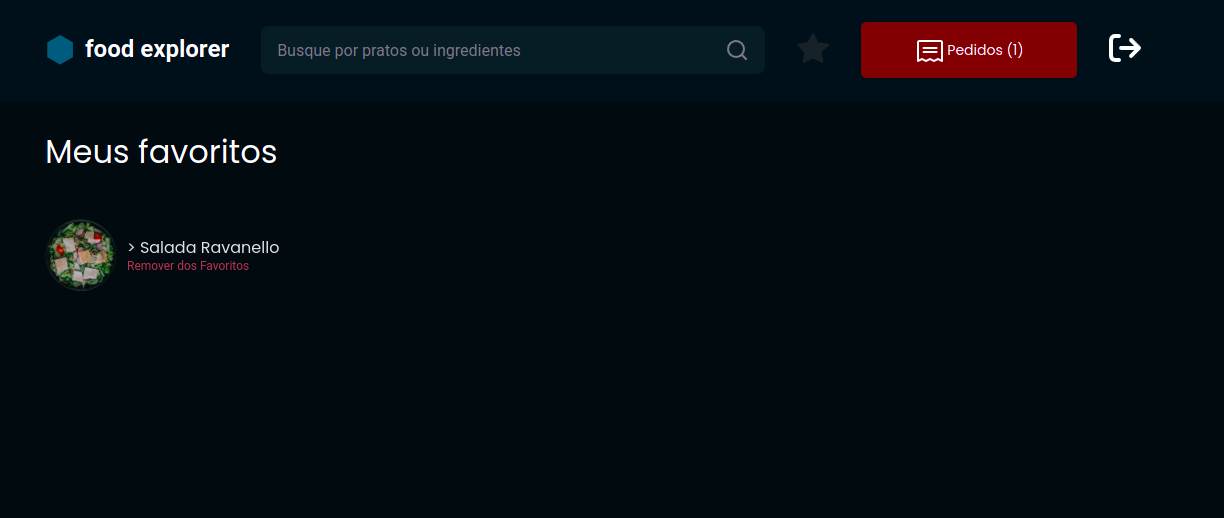 food explorer
Busque por pratos ou ingredientes
Pedidos (1)
Meus favoritos
> Salada Ravanello
Remover dos Favoritos